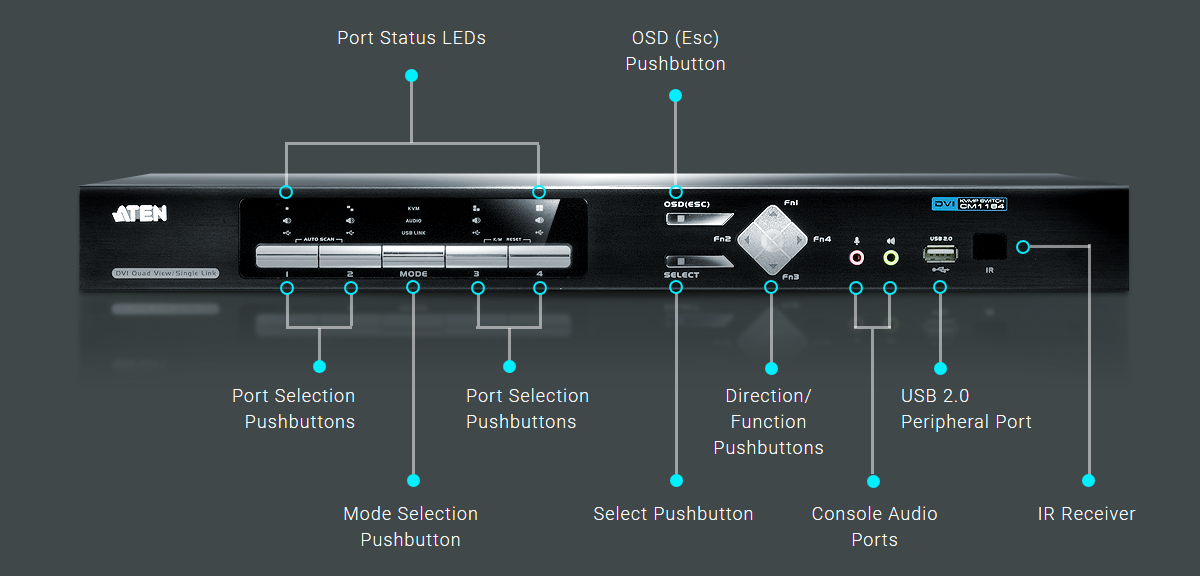 Port Status LEDs
OSD (Esc)
Pushbutton
ATEN
DVI Quad View/Single Link
KVM
AUDIO
USB LINK
AUTO SCAN
K/M RESET
1
2
MODE
3
4
OSD(ESC)
SELECT
Fn1
Fn2
Fn4
Fn3
USB 2.0
IR
DVI KVMP SWITCH
CM1164
Port Selection
Pushbuttons
Port Selection
Pushbuttons
Direction/
Function
Pushbuttons
USB 2.0
Peripheral Port
Mode Selection
Pushbutton
Select Pushbutton
Console Audio
Ports
IR Receiver